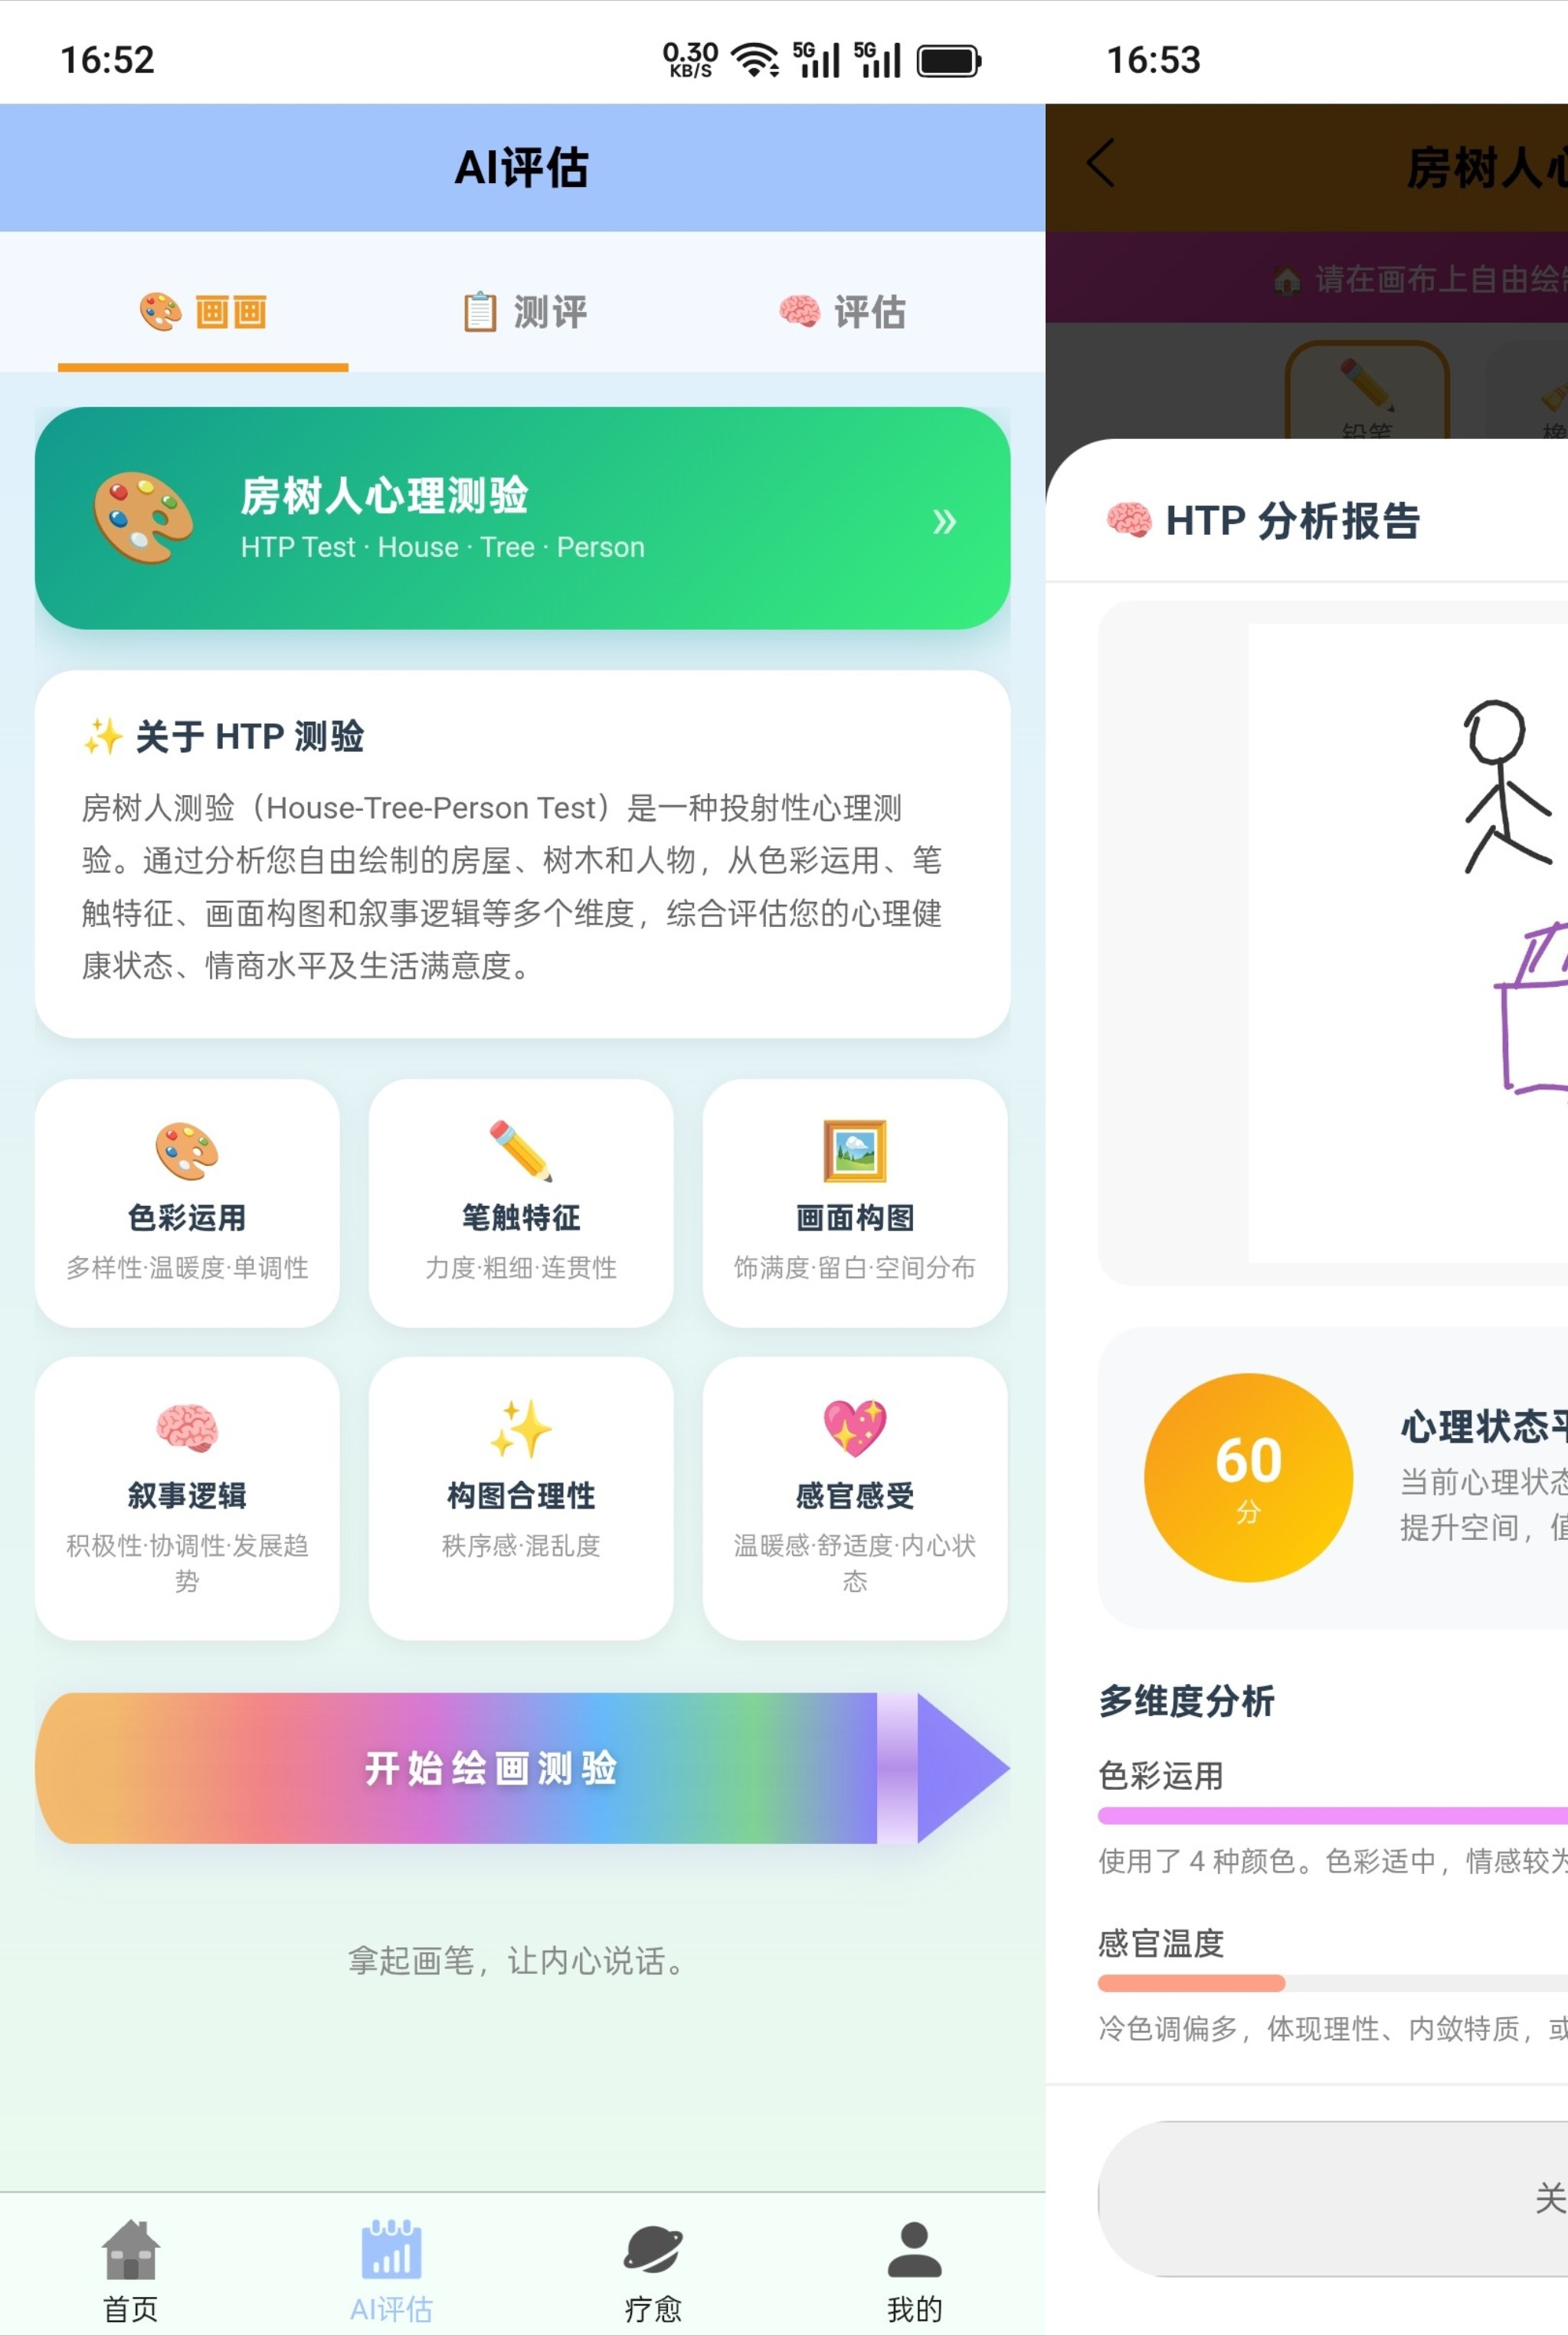 16:52
0.30
KB/S
5G
5G
AI评估
🎨 画画
📋 测评
🧠 评估
房树人心理测验
HTP Test · House · Tree · Person
»
✨ 关于 HTP 测验
房树人测验（House-Tree-Person Test）是一种投射性心理测
验。通过分析您自由绘制的房屋、树木和人物，从色彩运用、笔
触特征、画面构图和叙事逻辑等多个维度，综合评估您的心理健
康状态、情商水平及生活满意度。
色彩运用
多样性·温暖度·单调性
笔触特征
力度·粗细·连贯性
画面构图
饰满度·留白·空间分布
叙事逻辑
积极性·协调性·发展趋
势
构图合理性
秩序感·混乱度
感官感受
温暖感·舒适度·内心状
态
开始绘画测验
拿起画笔，让内心说话。
首页
AI评估
疗愈
我的
16:53
房树人
🏠 请在画布上自由绘
铅笔
🧠 HTP 分析报告
60
分
心理状态
当前心理状态
提升空间，值
多维度分析
色彩运用
使用了 4 种颜色。色彩适中，情感较为
感官温度
冷色调偏多，体现理性、内敛特质，或
关